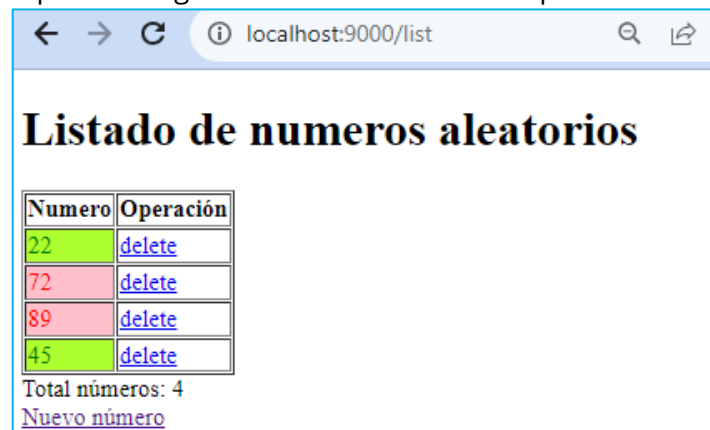 localhost:9000/list
Listado de numeros aleatorios
Numero Operación
22 delete
72 delete
89 delete
45 delete
Total números: 4
Nuevo número